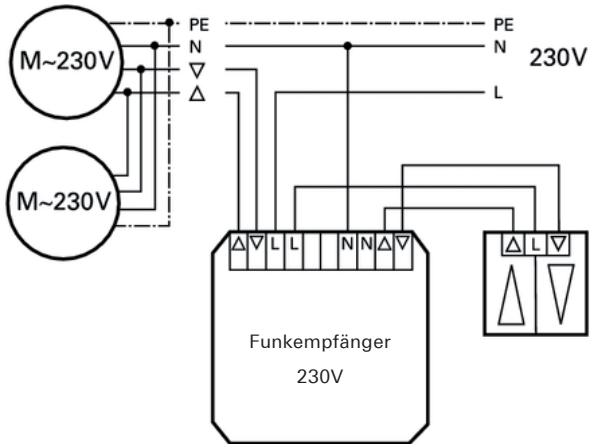 PE PE
M~230V N N 230V
▽
△ L
M~230V
△ ▽ L L N N △ ▽
△ L ▽
Funkempfänger
230V